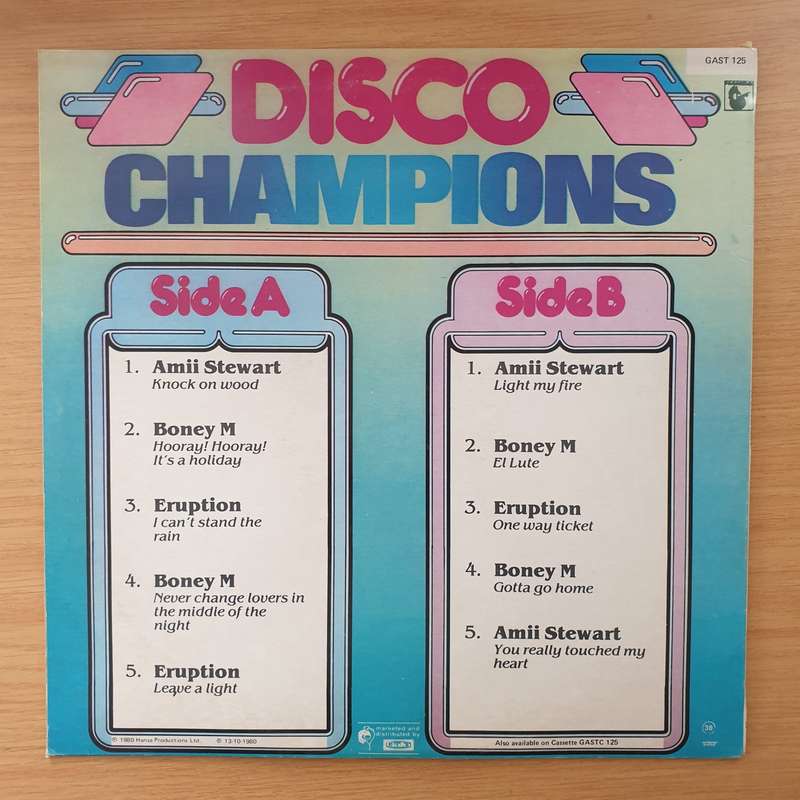 GAST 125
DISCO
CHAMPIONS
Side A
1. Amii Stewart
Knock on wood
2. Boney M
Hooray! Hooray!
It's a holiday
3. Eruption
I can't stand the
rain
4. Boney M
Never change lovers in
the middle of the
night
5. Eruption
Leave a light
℗ 1980 Hansa Productions Ltd. ℗ 13-10-1980
Side B
1. Amii Stewart
Light my fire
2. Boney M
El Lute
3. Eruption
One way ticket
4. Boney M
Gotta go home
5. Amii Stewart
You really touched my
heart
Also available on Cassette GASTC 125
marketed and
distributed by
38